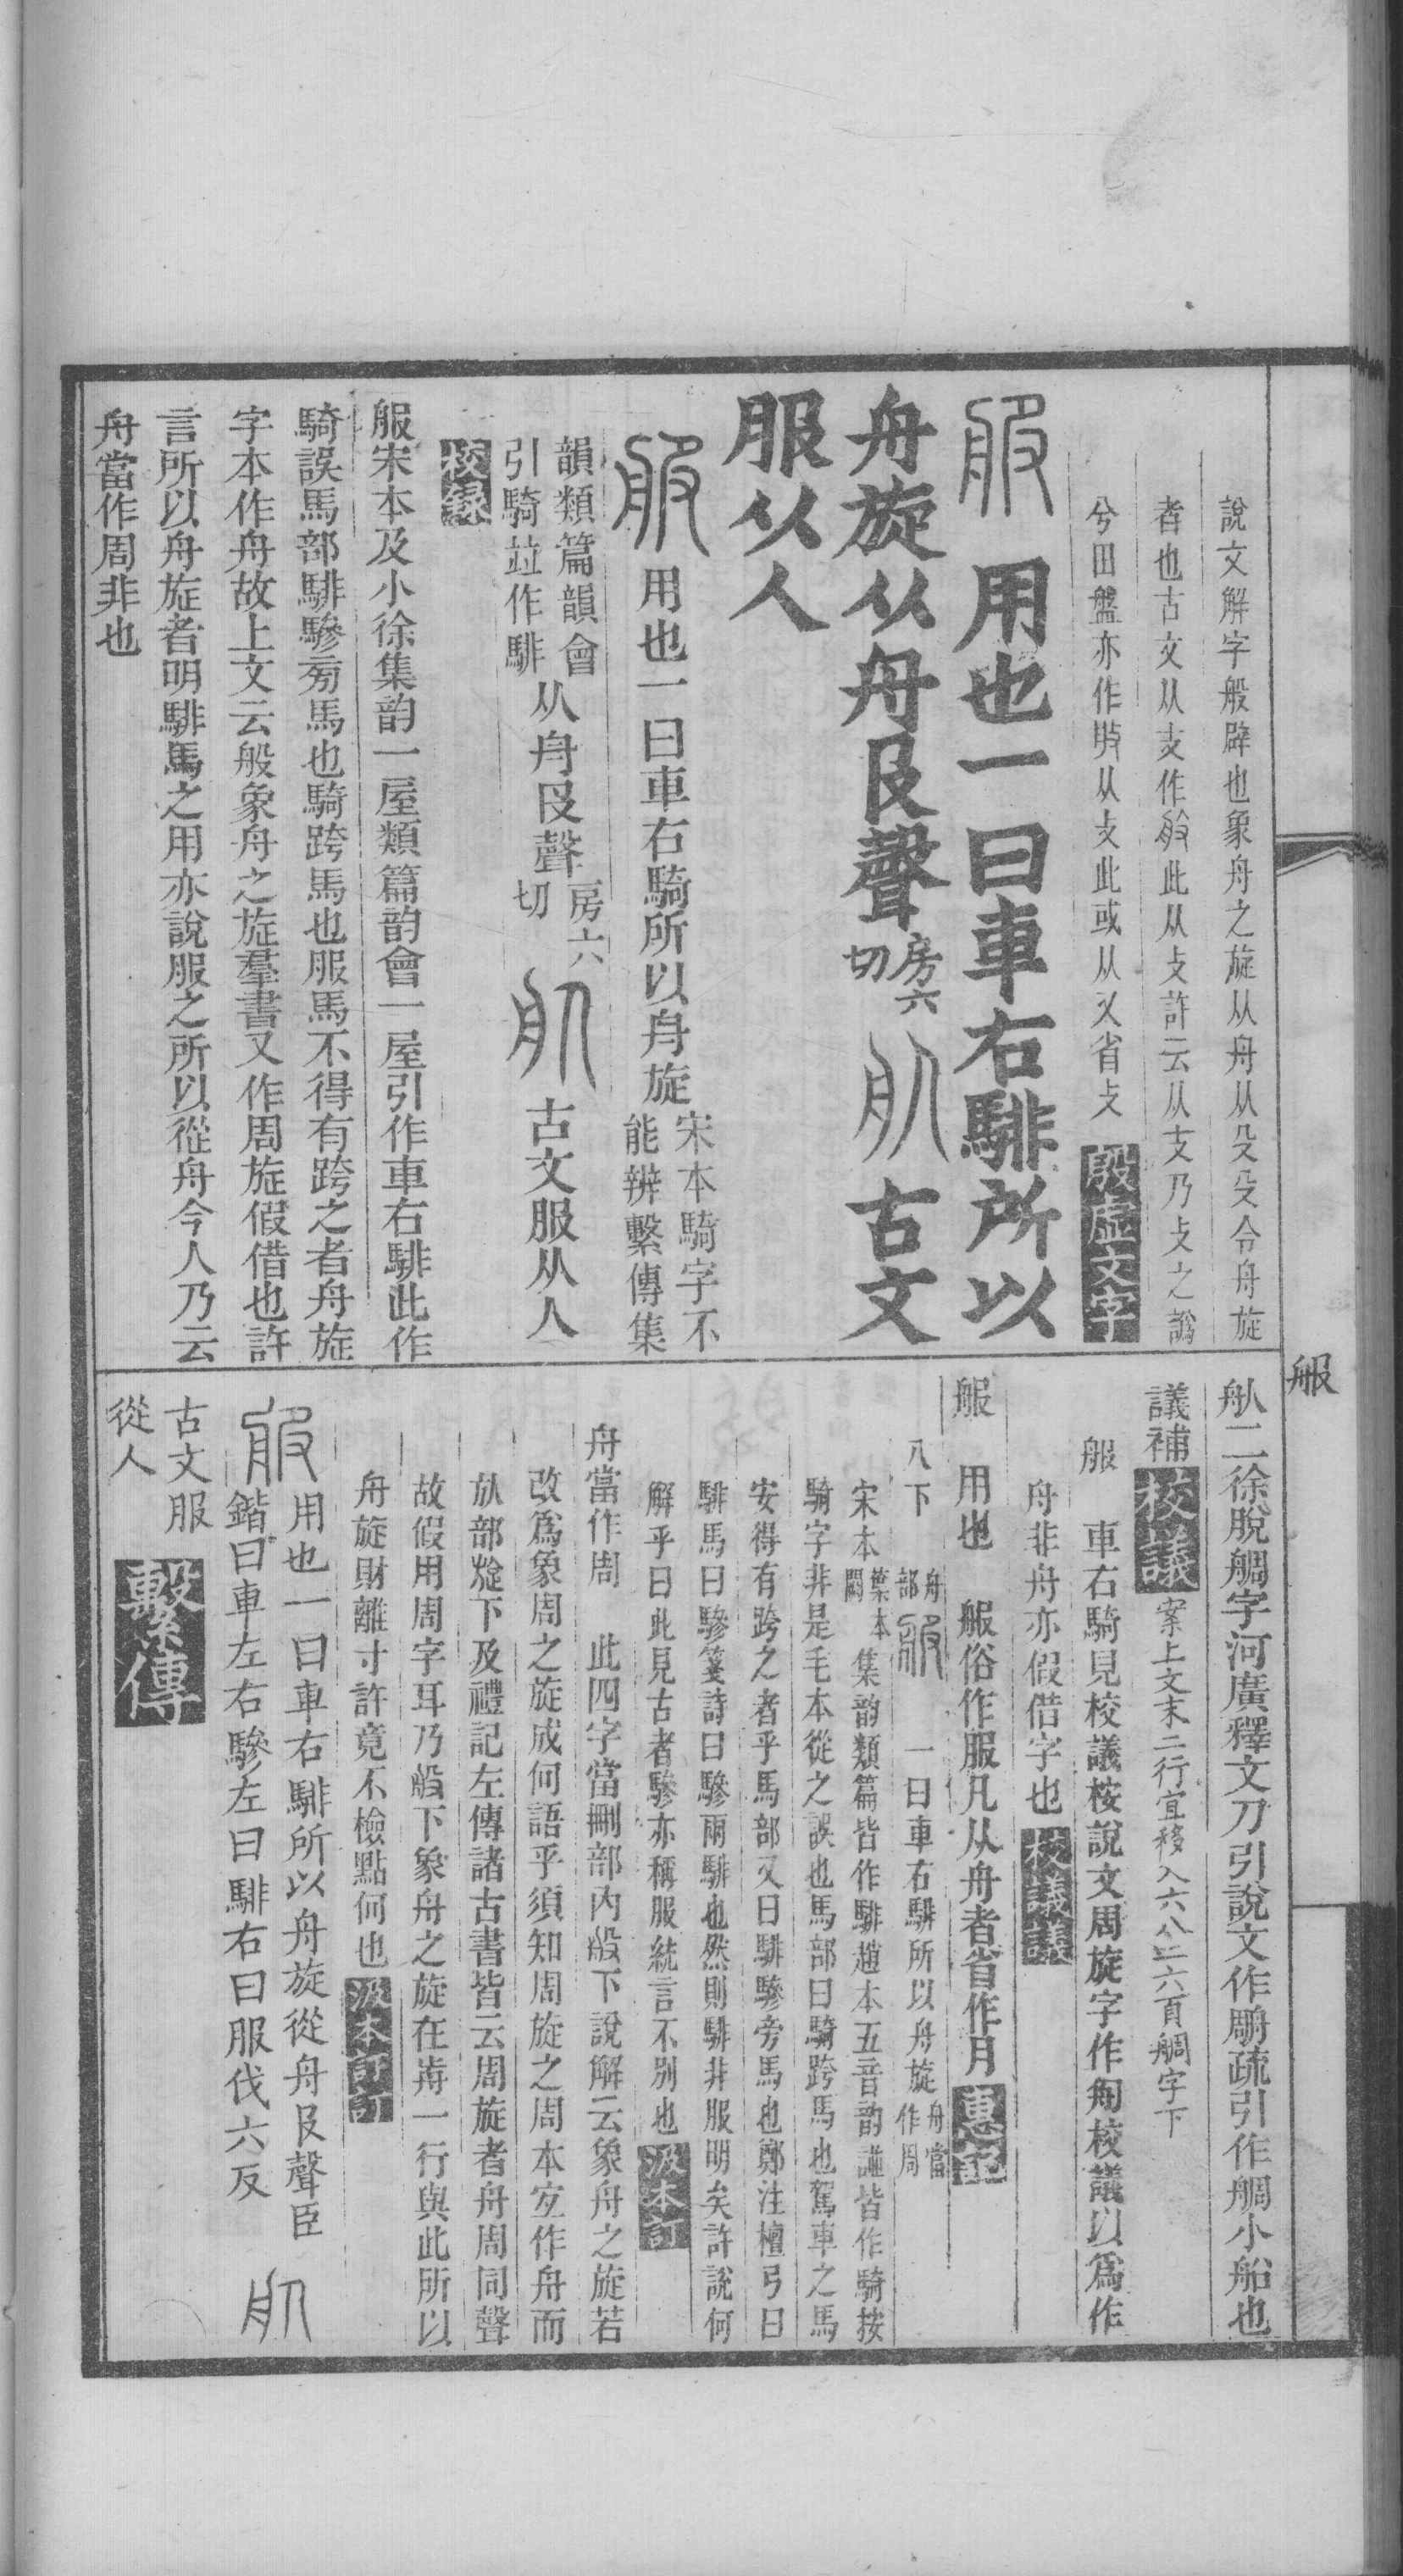 說文解字般辟也象舟之旋从舟从殳殳令舟旋
者也古文从攴作㪵此从攴許云从支乃攴之譌
兮田盤亦作从攴此或从又省攴 殷虛文字
用也一曰車右騑所以
舟旋从舟𠬝聲房六切 古文
服从人
用也一曰車右騎所以舟旋宋本騎字不能辨繫傳集
韻類篇韻會引騎並作騑从舟𠬝聲房六切 古文服从人
校錄
服宋本及小徐集韵一屋類篇韵會一屋引作車右騑此作
騎誤馬部騑驂旁馬也騎跨馬也服馬不得有跨之者舟旋
字本作舟故上文云般象舟之旋羣書又作周旋假借也許
言所以舟旋者明騑馬之用亦說服之所以從舟今人乃云
舟當作周非也
服
舤二徐脫䑩字河廣釋文刀引說文作鵰疏引作䑩小船也
議補 校議 案上文末二行宜移入六公二六頁䑩字下
服 車右騎見校議桉說文周旋字作匊校議以爲作
舟非舟亦假借字也 校議議
服 用也 服俗作服凡从舟者省作月 惠定
八下 舟部 一曰車右騑所以舟旋舟當作周
宋本葉本闕集韵類篇皆作騑趙本五音韵譜皆作騎按
騎字非是毛本從之誤也馬部曰騎跨馬也駕車之馬
安得有跨之者乎馬部又曰騑驂旁馬也鄭注檀弓曰
騑馬曰驂箋詩曰驂兩騑也然則騑非服明矣許說何
解乎曰此見古者驂亦稱服統言不別也 汲本訂
舟當作周 此四字當刪部內般下說解云象舟之旋若
改爲象周之旋成何語乎須知周旋之周本宜作舟而
㫃部旋下及禮記左傳諸古書皆云周旋者舟周同聲
故假用周字耳乃般下象舟之旋在歬一行與此所以
舟旋財離寸許竟不檢點何也 汲本訂訂
用也一曰車右騑所以舟旋從舟𠬝聲臣
鍇曰車左右驂左曰騑右曰服伐六反
古文服
從人 繫傳